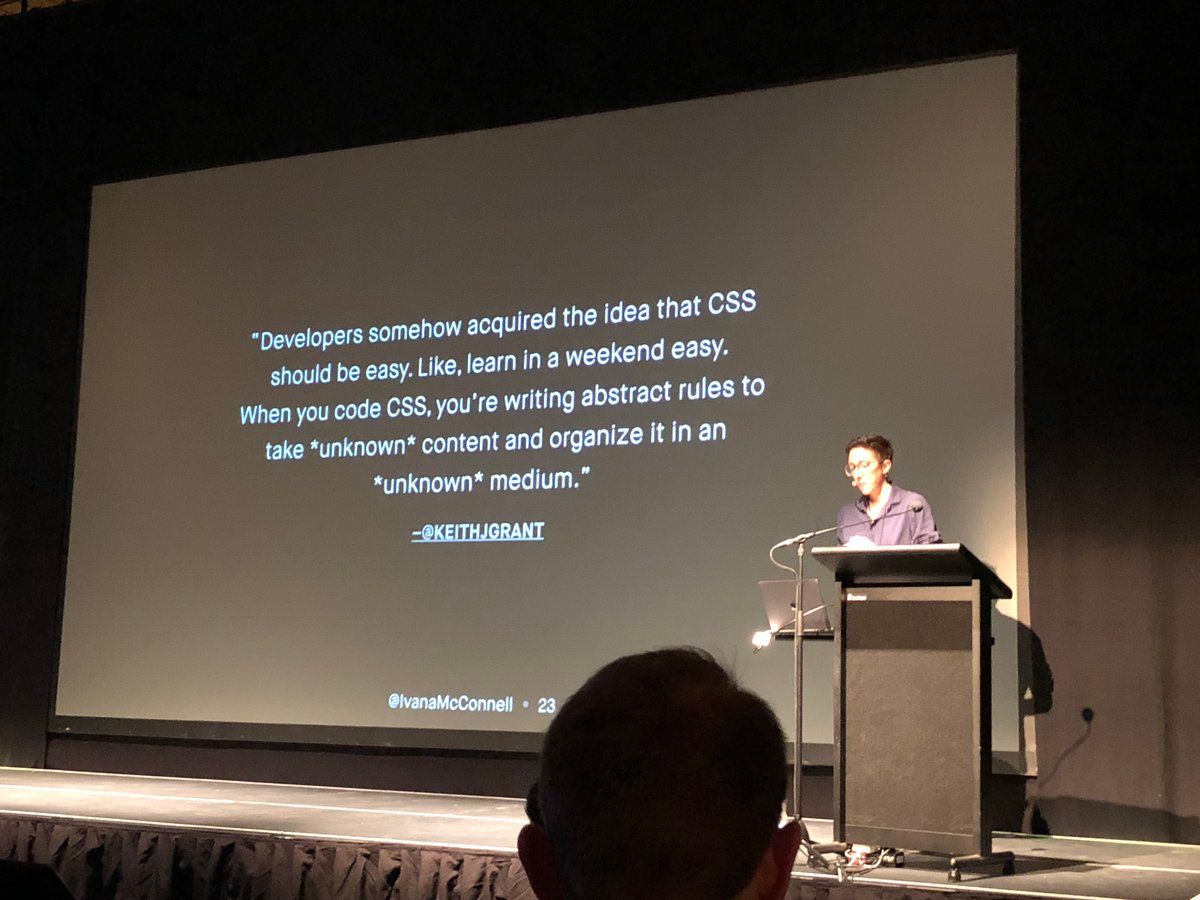 “Developers somehow acquired the idea that CSS
should be easy. Like, learn in a weekend easy.
When you code CSS, you’re writing abstract rules to
take *unknown* content and organize it in an
*unknown* medium.”
–@KEITHJGRANT
@IvanaMcConnell • 23